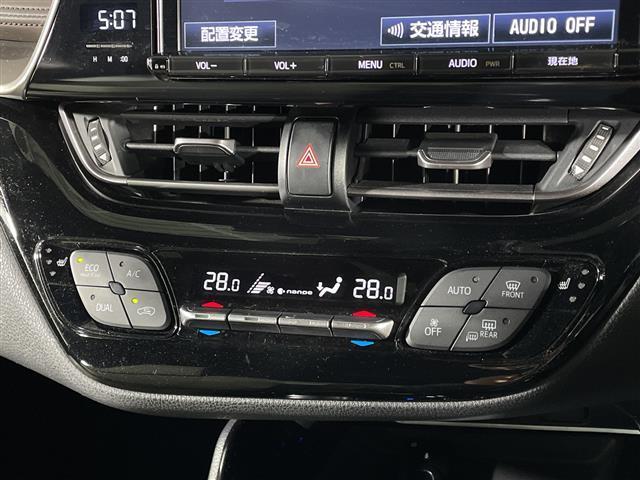 5:07
H M :00
配置変更
交通情報
AUDIO OFF
VOL−
VOL+
MENU CTRL
AUDIO PWR
現在地
28.0
nanoe
28.0
ECO
A/C
DUAL
AUTO
FRONT
OFF
REAR